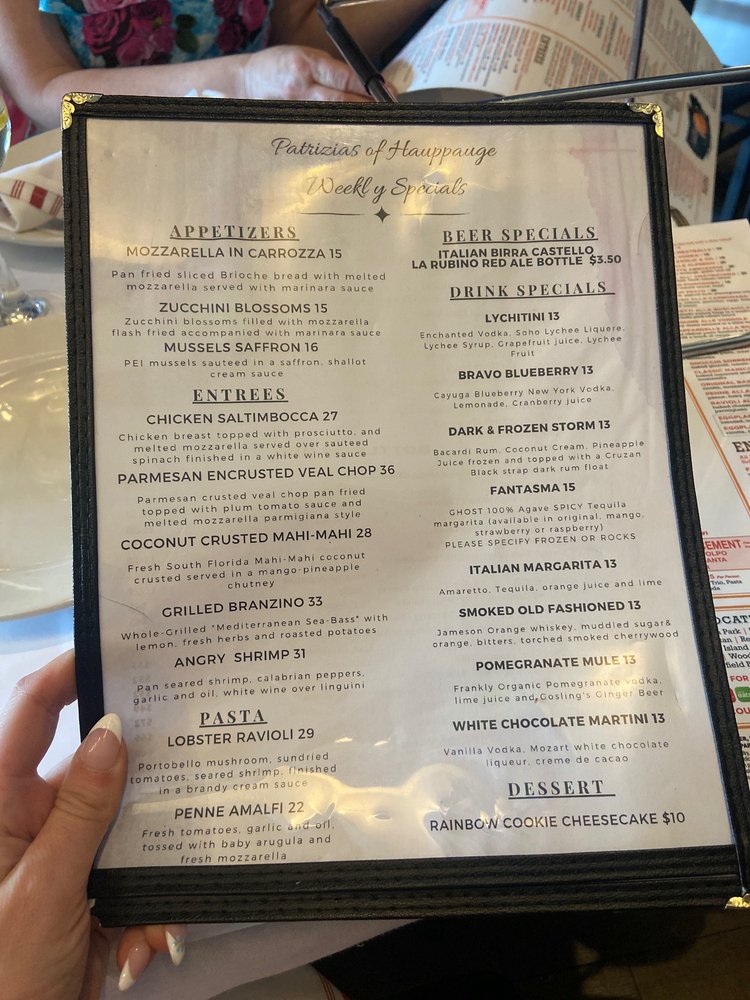 Patrizias of Hauppauge
Weekly Specials
APPETIZERS
MOZZARELLA IN CARROZZA 15
Pan fried sliced Brioche bread with melted
mozzarella served with marinara sauce
ZUCCHINI BLOSSOMS 15
Zucchini blossoms filled with mozzarella
flash fried accompanied with marinara sauce
MUSSELS SAFFRON 16
PEI mussels sauteed in a saffron, shallot
cream sauce
ENTREES
CHICKEN SALTIMBOCCA 27
Chicken breast topped with prosciutto, and
melted mozzarella served over sauteed
spinach finished in a white wine sauce
PARMESAN ENCRUSTED VEAL CHOP 36
Parmesan crusted veal chop pan fried
topped with plum tomato sauce and
melted mozzarella parmigiana style
COCONUT CRUSTED MAHI-MAHI 28
Fresh South Florida Mahi-Mahi coconut
crusted served in a mango-pineapple
chutney
GRILLED BRANZINO 33
Whole-Grilled "Mediterranean Sea-Bass" with
lemon, fresh herbs and roasted potatoes
ANGRY SHRIMP 31
Pan seared shrimp, calabrian peppers,
garlic and oil, white wine over linguini
PASTA
LOBSTER RAVIOLI 29
Portobello mushroom, sundried
tomatoes, seared shrimp, finished
in a brandy cream sauce
PENNE AMALFI 22
Fresh tomatoes, garlic and oil,
tossed with baby arugula and
fresh mozzarella
BEER SPECIALS
ITALIAN BIRRA CASTELLO
LA RUBINO RED ALE BOTTLE $3.50
DRINK SPECIALS
LYCHITINI 13
Enchanted Vodka, Soho Lychee Liquere,
Lychee Syrup, Grapefruit juice, Lychee
Fruit
BRAVO BLUEBERRY 13
Cayuga Blueberry New York Vodka,
Lemonade, Cranberry juice
DARK & FROZEN STORM 13
Bacardi Rum, Coconut Cream, Pineapple
Juice frozen and topped with a Cruzan
Black strap dark rum float
FANTASMA 15
GHOST 100% Agave SPICY Tequila
margarita (available in original, mango,
strawberry or raspberry)
PLEASE SPECIFY FROZEN OR ROCKS
ITALIAN MARGARITA 13
Amaretto, Tequila, orange juice and lime
SMOKED OLD FASHIONED 13
Jameson Orange whiskey, muddled sugar&
orange, bitters, torched smoked cherrywood
POMEGRANATE MULE 13
Frankly Organic Pomegranate vodka,
lime juice and Gosling's Ginger Beer
WHITE CHOCOLATE MARTINI 13
Vanilla Vodka, Mozart white chocolate
liqueur, creme de cacao
DESSERT
RAINBOW COOKIE CHEESECAKE $10